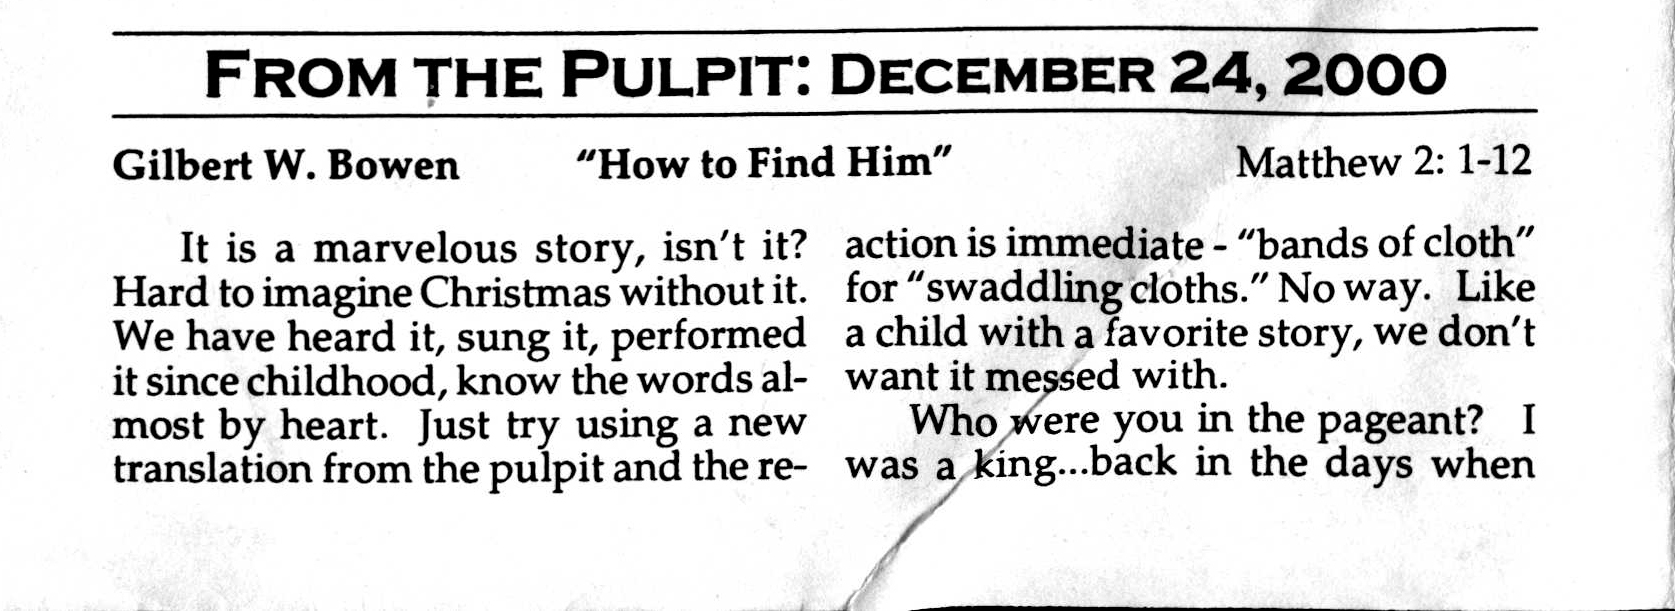 FROM THE PULPIT: DECEMBER 24, 2000
Gilbert W. Bowen "How to Find Him" Matthew 2: 1-12
It is a marvelous story, isn't it?
Hard to imagine Christmas without it.
We have heard it, sung it, performed
it since childhood, know the words al-
most by heart. Just try using a new
translation from the pulpit and the re-
action is immediate - "bands of cloth"
for "swaddling cloths." No way. Like
a child with a favorite story, we don't
want it messed with.
Who were you in the pageant? I
was a king...back in the days when